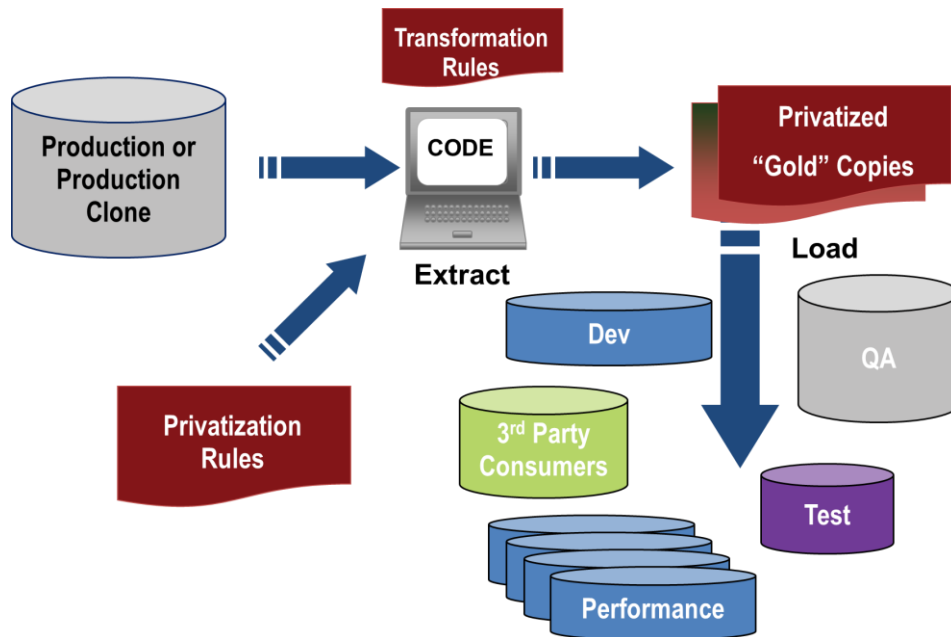 Transformation
Rules
Production or
Production
Clone
CODE
Privatized
“Gold” Copies
Extract
Load
Dev
QA
Privatization
Rules
3rd Party
Consumers
Test
Performance